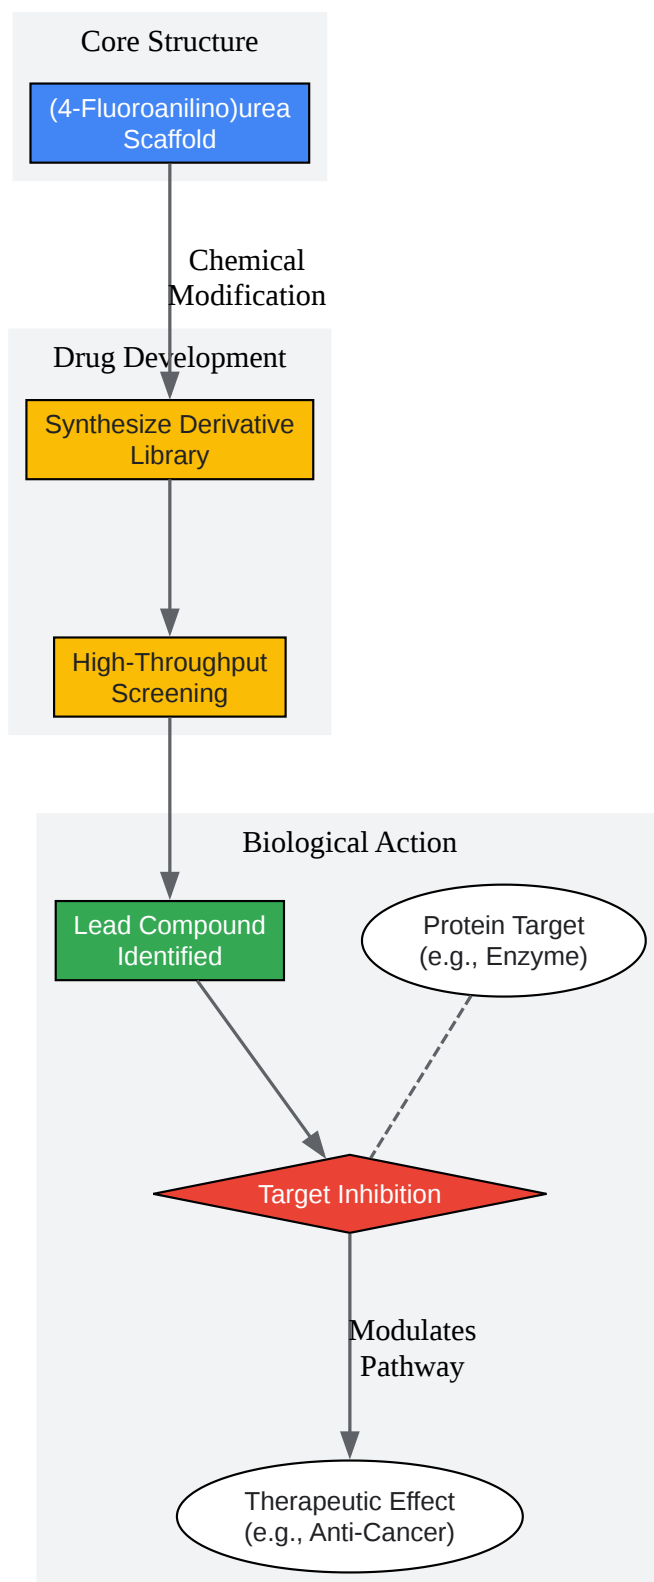 Core Structure
(4-Fluoroanilino)urea
Scaffold
Chemical
Modification
Drug Development
Synthesize Derivative
Library
High-Throughput
Screening
Biological Action
Lead Compound
Identified
Protein Target
(e.g., Enzyme)
Target Inhibition
Modulates
Pathway
Therapeutic Effect
(e.g., Anti-Cancer)